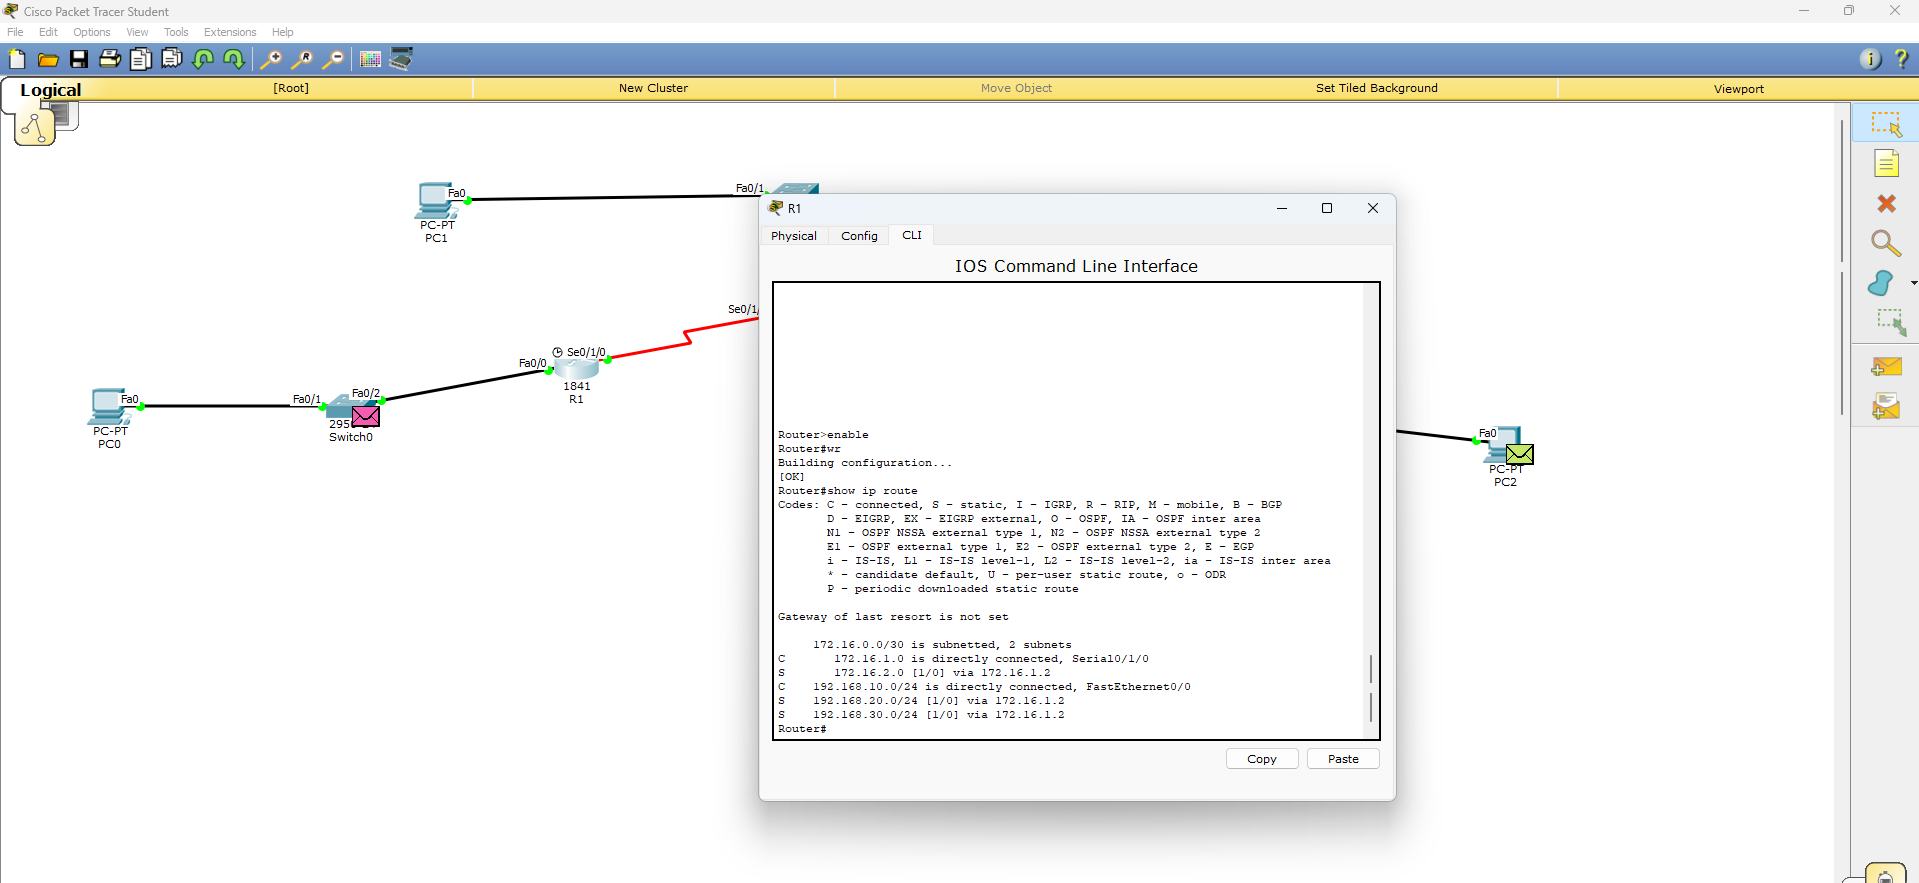 Cisco Packet Tracer Student
File Edit Options View Tools Extensions Help
Logical [Root] New Cluster Move Object Set Tiled Background Viewport
Fa0
Fa0/1
PC-PT
PC1
R1
Physical Config CLI
IOS Command Line Interface
Se0/1/
Se0/1/0
Fa0/0
1841
R1
Fa0
Fa0/1
Fa0/2
PC-PT
PC0
Switch0
Fa0
PC-PT
PC2
Router>enable
Router#wr
Building configuration...
[OK]
Router#show ip route
Codes: C - connected, S - static, I - IGRP, R - RIP, M - mobile, B - BGP
D - EIGRP, EX - EIGRP external, O - OSPF, IA - OSPF inter area
N1 - OSPF NSSA external type 1, N2 - OSPF NSSA external type 2
E1 - OSPF external type 1, E2 - OSPF external type 2, E - EGP
i - IS-IS, L1 - IS-IS level-1, L2 - IS-IS level-2, ia - IS-IS inter area
* - candidate default, U - per-user static route, o - ODR
P - periodic downloaded static route
Gateway of last resort is not set
172.16.0.0/30 is subnetted, 2 subnets
C 172.16.1.0 is directly connected, Serial0/1/0
S 172.16.2.0 [1/0] via 172.16.1.2
C 192.168.10.0/24 is directly connected, FastEthernet0/0
S 192.168.20.0/24 [1/0] via 172.16.1.2
S 192.168.30.0/24 [1/0] via 172.16.1.2
Router#
Copy Paste